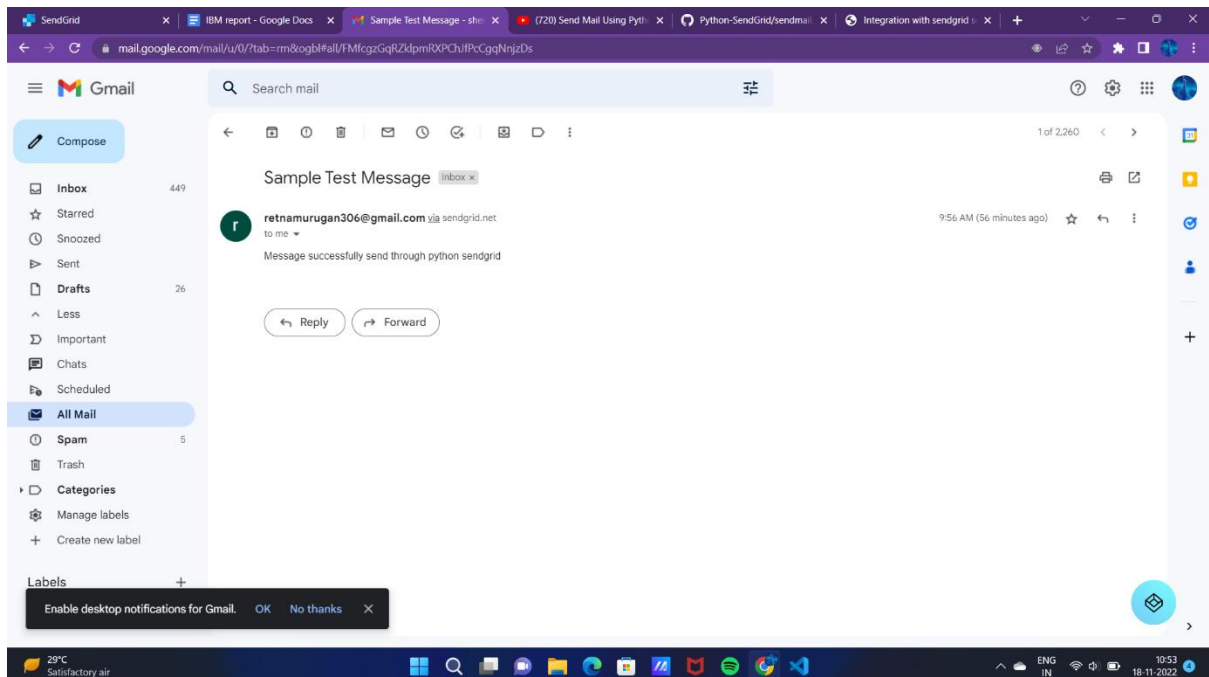 SendGrid
IBM report - Google Docs
Sample Test Message - she
(720) Send Mail Using Pyth
Python-SendGrid/sendmail
Integration with sendgrid s
mail.google.com/mail/u/0/?tab=rm&ogbl#all/FMfcgzGqRZkdpmRXPChJfPcCgqNnjzDs
Gmail
Search mail
Compose
1 of 2,260
31
Sample Test Message Inbox ×
Inbox 449
Starred
r
retnamurugan306@gmail.com via sendgrid.net
9:56 AM (56 minutes ago)
to me
Snoozed
Message successfully send through python sendgrid
Sent
Drafts 26
Less
Reply
Forward
Important
Chats
Scheduled
All Mail
Spam 5
Trash
Categories
Manage labels
Create new label
Labels
Enable desktop notifications for Gmail. OK No thanks
29°C
Satisfactory air
ENG
IN
10:53
18-11-2022
4